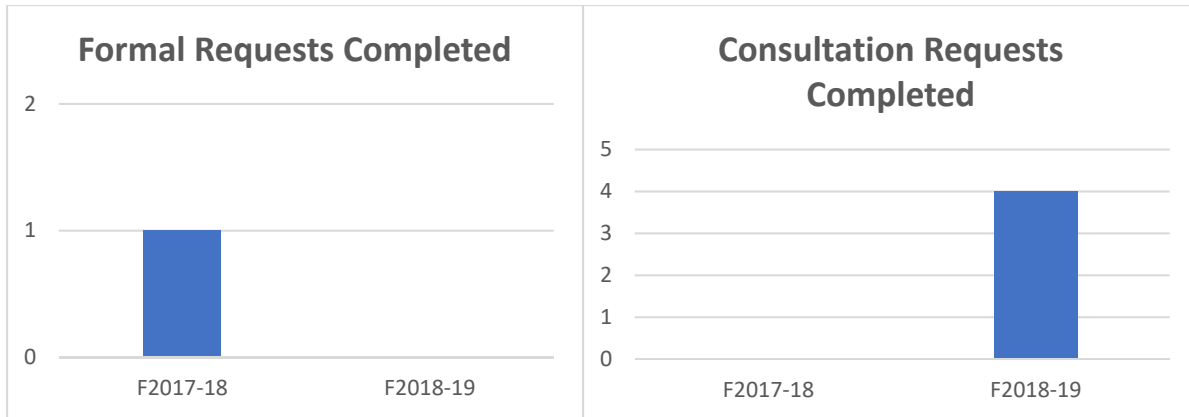 Formal Requests Completed
2
1
0
F2017-18 F2018-19
Consultation Requests
Completed
5
4
3
2
1
0
F2017-18 F2018-19